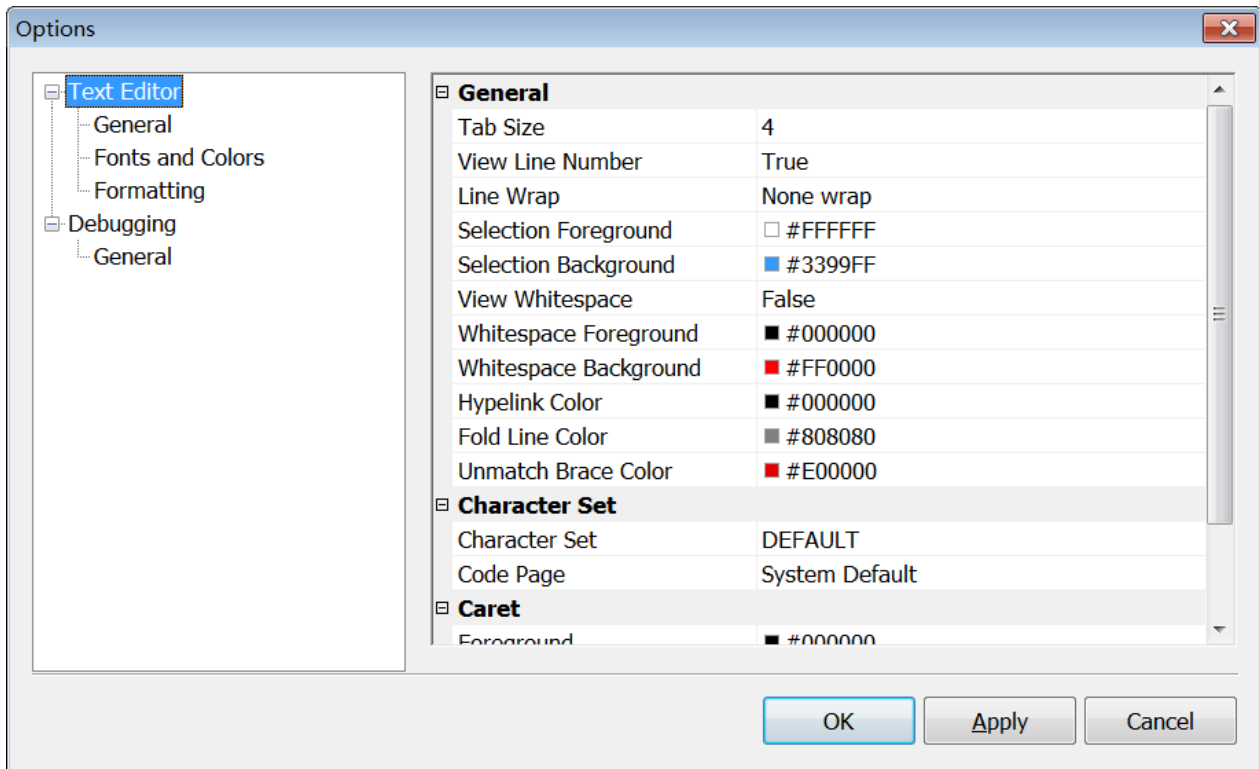 Options
Text Editor
General
Fonts and Colors
Formatting
Debugging
General
General
Tab Size 4
View Line Number True
Line Wrap None wrap
Selection Foreground #FFFFFF
Selection Background #3399FF
View Whitespace False
Whitespace Foreground #000000
Whitespace Background #FF0000
Hypelink Color #000000
Fold Line Color #808080
Unmatch Brace Color #E00000
Character Set
Character Set DEFAULT
Code Page System Default
Caret
Foreground #000000
OK Apply Cancel